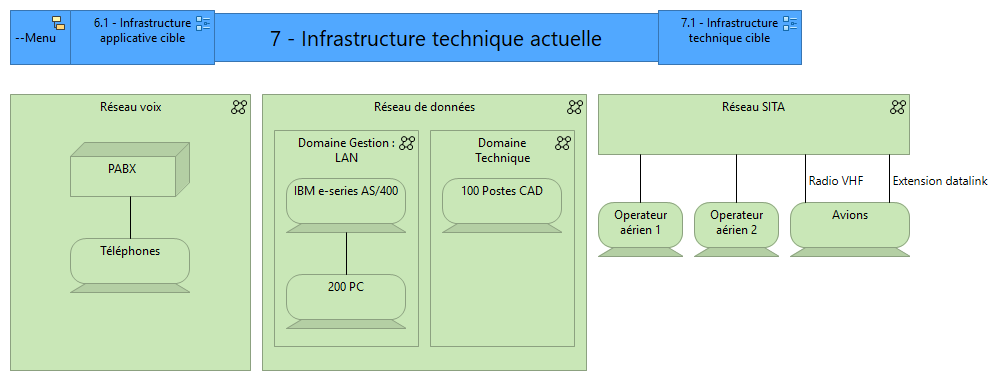 --Menu
6.1 - Infrastructure
applicative cible
7 - Infrastructure technique actuelle
7.1 - Infrastructure
technique cible
Réseau voix
PABX
Téléphones
Réseau de données
Domaine Gestion :
LAN
IBM e-series AS/400
200 PC
Domaine
Technique
100 Postes CAD
Réseau SITA
Radio VHF
Extension datalink
Operateur
aérien 1
Operateur
aérien 2
Avions